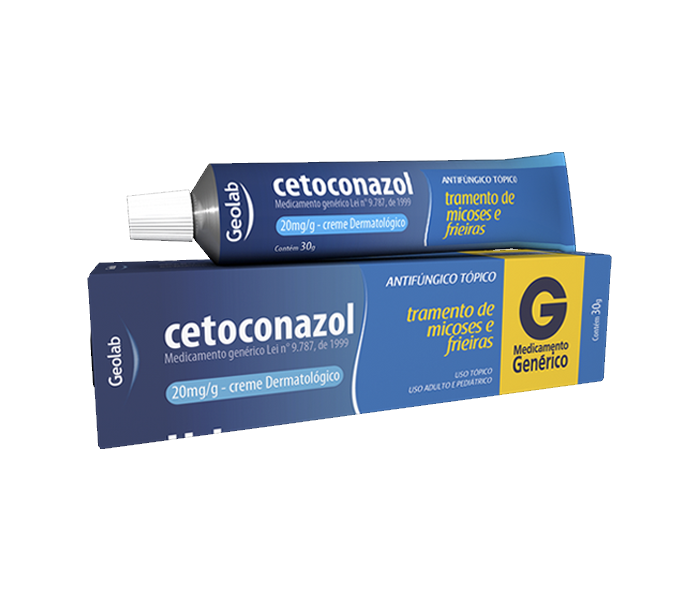 Geolab
cetoconazol
Medicamento genérico Lei nº 9.787, de 1999
20mg/g - creme Dermatológico
Contém 30g
ANTIFÚNGICO TÓPICO
tramento de
micoses e
frieiras
Geolab
cetoconazol
Medicamento genérico Lei nº 9.787, de 1999
20mg/g - creme Dermatológico
ANTIFÚNGICO TÓPICO
tramento de
micoses e
frieiras
USO TÓPICO
USO ADULTO E PEDIÁTRICO
G
Medicamento
Genérico
Contém 30g